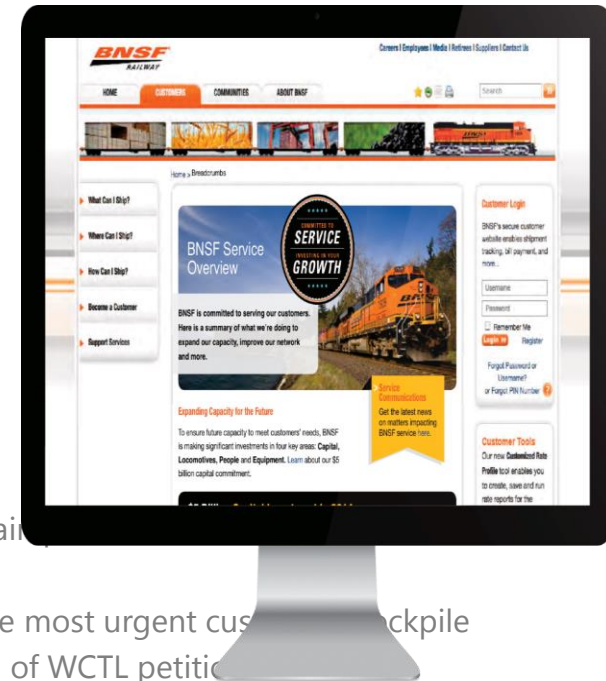 BNSF
RAILWAY
Careers | Employees | Media | Retirees | Suppliers | Contact Us
HOME
CUSTOMERS
COMMUNITIES
ABOUT BNSF
Search
Home > Breadcrumbs
What Can I Ship?
Where Can I Ship?
How Can I Ship?
Become a Customer
Support Services
BNSF Service
Overview
COMMITTED TO
SERVICE
INVESTING IN YOUR
GROWTH
BNSF is committed to serving our customers.
Here is a summary of what we're doing to
expand our capacity, improve our network
and more.
Expanding Capacity for the Future
To ensure future capacity to meet customers' needs, BNSF
is making significant investments in four key areas: Capital,
Locomotives, People and Equipment. Learn about our $5
billion capital commitment.
Service
Communications
Get the latest news
on matters impacting
BNSF service here.
Customer Login
BNSF's secure customer
website enables shipment
tracking, bill payment, and
more...
Username
Password
Remember Me
Login
Register
Forgot Password or
Username?
or Forgot PIN Number
Customer Tools
Our new Customized Rate
Profile tool enables you
to create, save and run
rate reports for the
e most urgent cus ckpile
of WCTL petitio